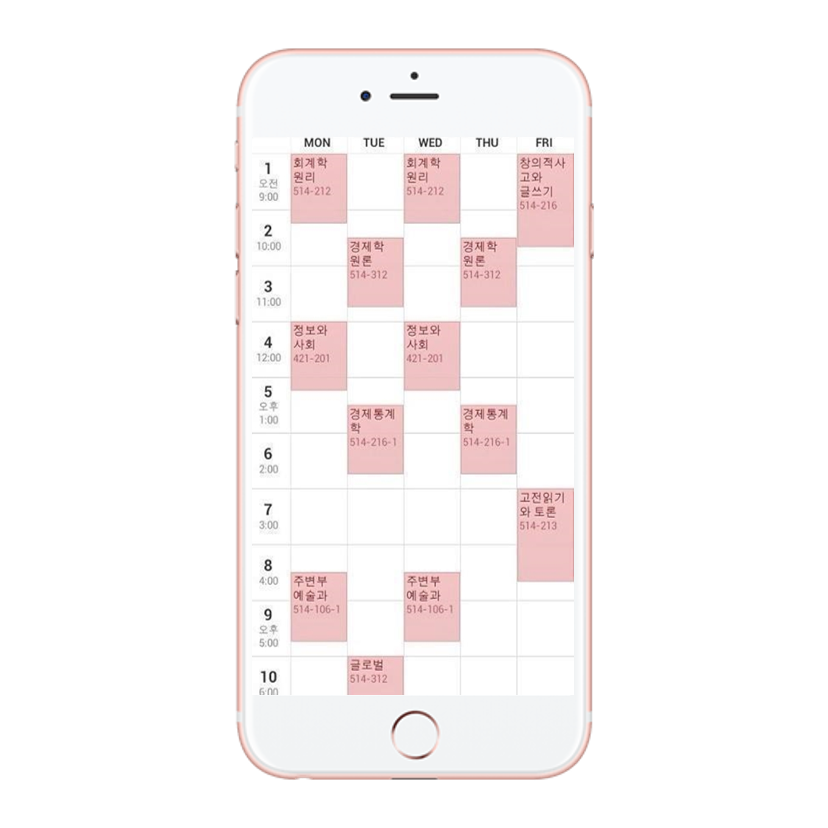 MON TUE WED THU FRI
1
오전
9:00
회계학
원리
514-212
회계학
원리
514-212
창의적사
고와
글쓰기
514-216
2
10:00
경제학
원론
514-312
경제학
원론
514-312
3
11:00
4
12:00
정보와
사회
421-201
정보와
사회
421-201
5
오후
1:00
경제통계
학
514-216-1
경제통계
학
514-216-1
6
2:00
7
3:00
고전읽기
와 토론
514-213
8
4:00
주변부
예술과
514-106-1
주변부
예술과
514-106-1
9
오후
5:00
10
6:00
글로벌
514-312